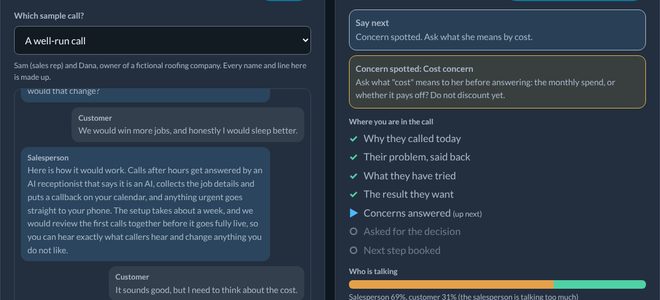 Which sample call?
A well-run call
Sam (sales rep) and Dana, owner of a fictional roofing company. Every name and line here
is made up.
would that change?
Customer
We would win more jobs, and honestly I would sleep better.
Salesperson
Here is how it would work. Calls after hours get answered by an
AI receptionist that says it is an AI, collects the job details and
puts a callback on your calendar, and anything urgent goes
straight to your phone. The setup takes about a week, and we
would review the first calls together before it goes fully live, so
you can hear exactly what callers hear and change anything you
do not like.
Customer
It sounds good, but I need to think about the cost.
Say next
Concern spotted. Ask what she means by cost.
Concern spotted: Cost concern
Ask what "cost" means to her before answering: the monthly spend, or
whether it pays off? Do not discount yet.
Where you are in the call
Why they called today
Their problem, said back
What they have tried
The result they want
Concerns answered (up next)
Asked for the decision
Next step booked
Who is talking
Salesperson 69%, customer 31% (the salesperson is talking too much)